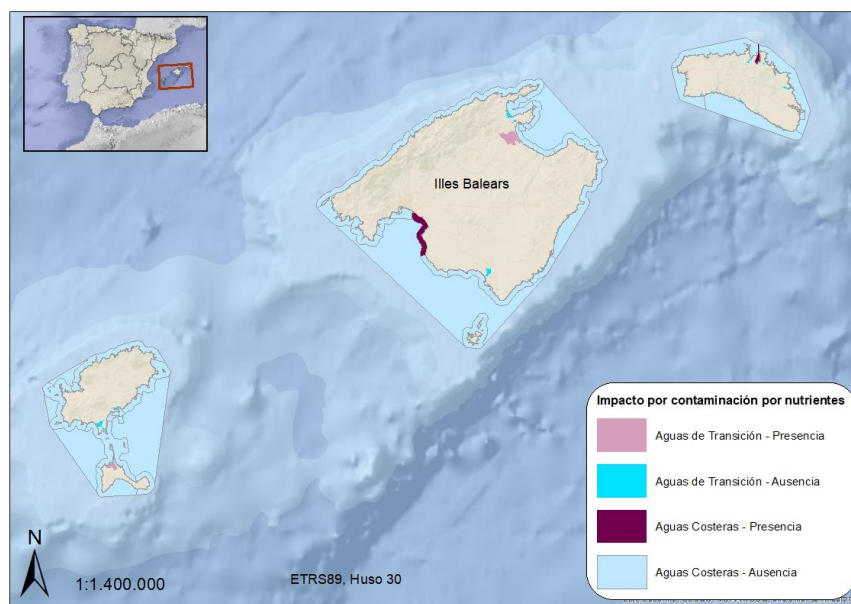 Illes Balears
Impacto por contaminación por nutrientes
Aguas de Transición - Presencia
Aguas de Transición - Ausencia
Aguas Costeras - Presencia
Aguas Costeras - Ausencia
N
1:1.400.000
ETRS89, Huso 30